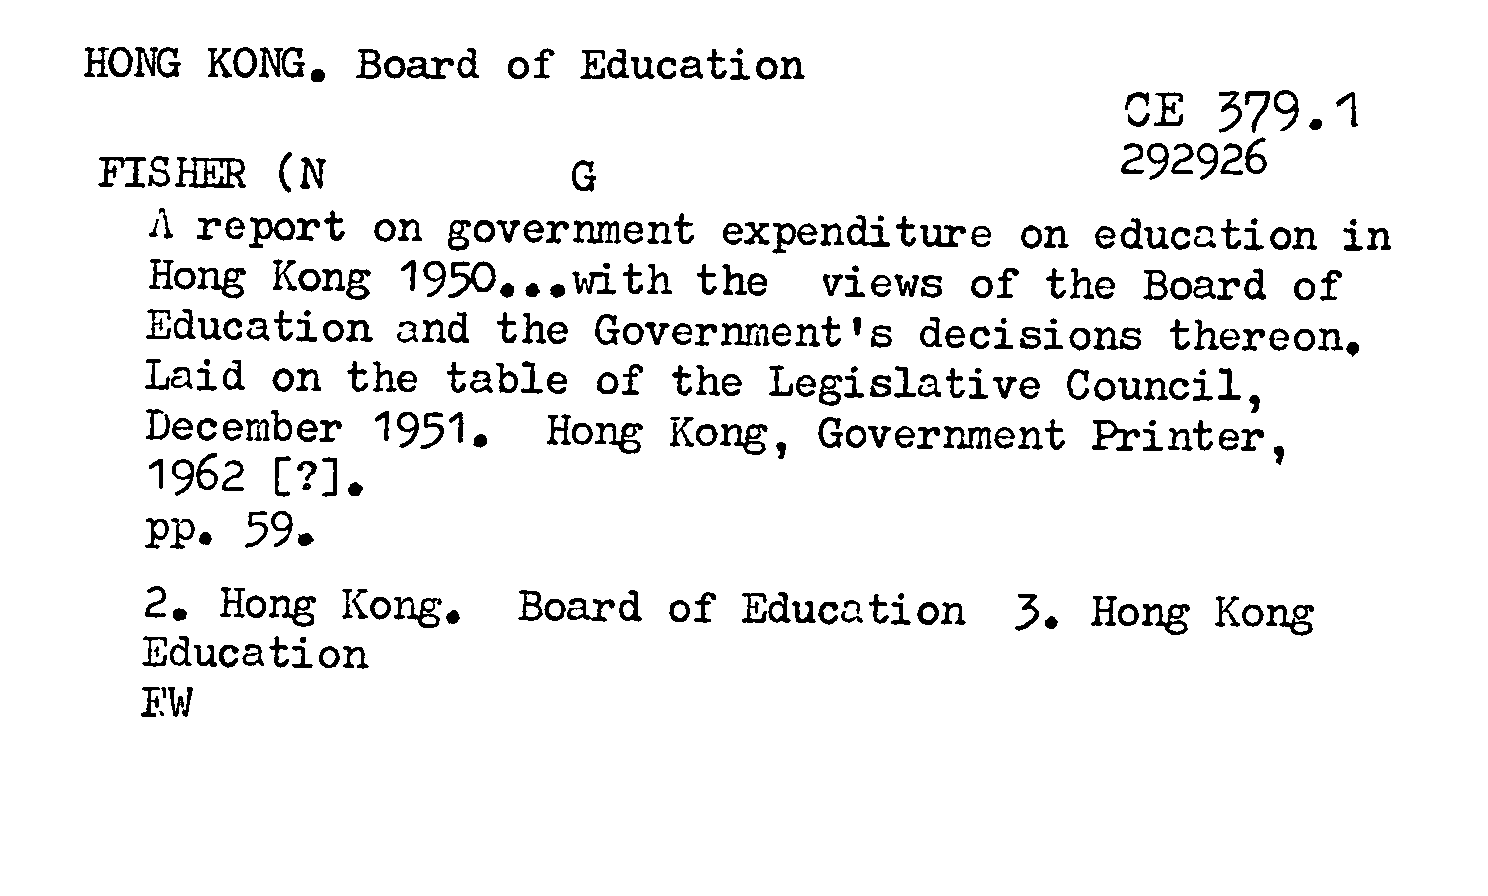 HONG KONG. Board of Education
CE 379.1
292926
FISHER (N G
A report on government expenditure on education in
Hong Kong 1950...with the views of the Board of
Education and the Government's decisions thereon.
Laid on the table of the Legislative Council,
December 1951. Hong Kong, Government Printer,
1962 [?].
pp. 59.
2. Hong Kong. Board of Education 3. Hong Kong
Education
EW